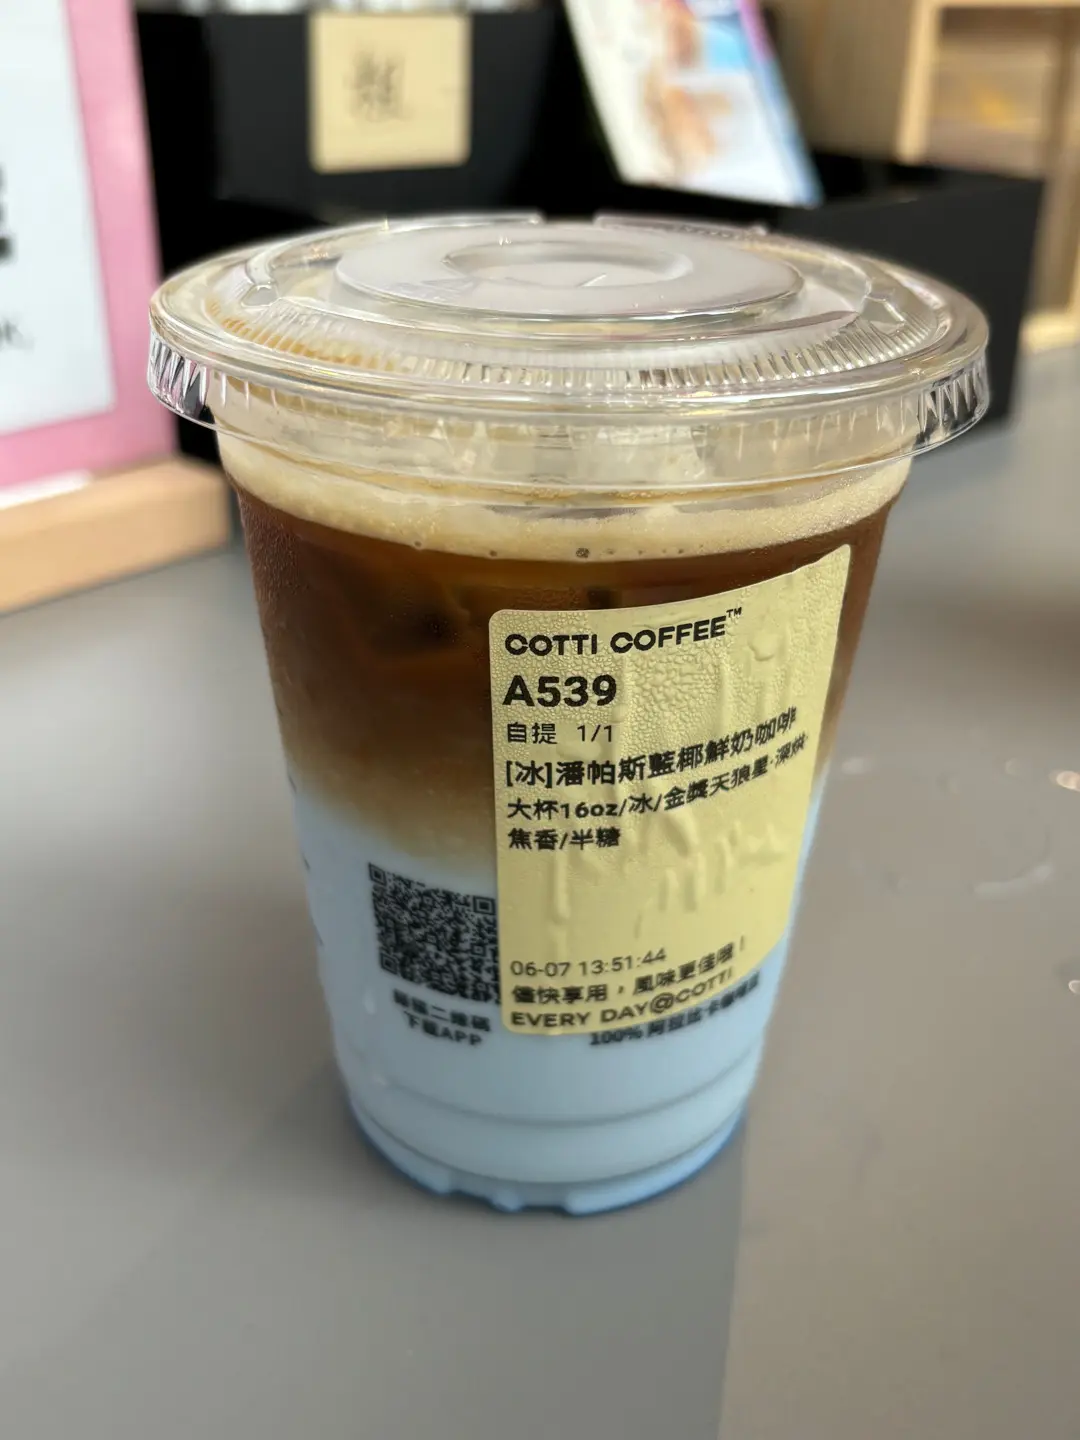 COTTI COFFEE™
A539
自提 1/1
[冰]潘帕斯藍椰鮮奶咖啡
大杯16oz/冰/金獎天狼星·深烘
焦香/半糖
06-07 13:51:44
儘快享用，風味更佳喔！
EVERY DAY@COTTI
掃描二維碼
下載APP
100% 阿拉比卡咖啡豆